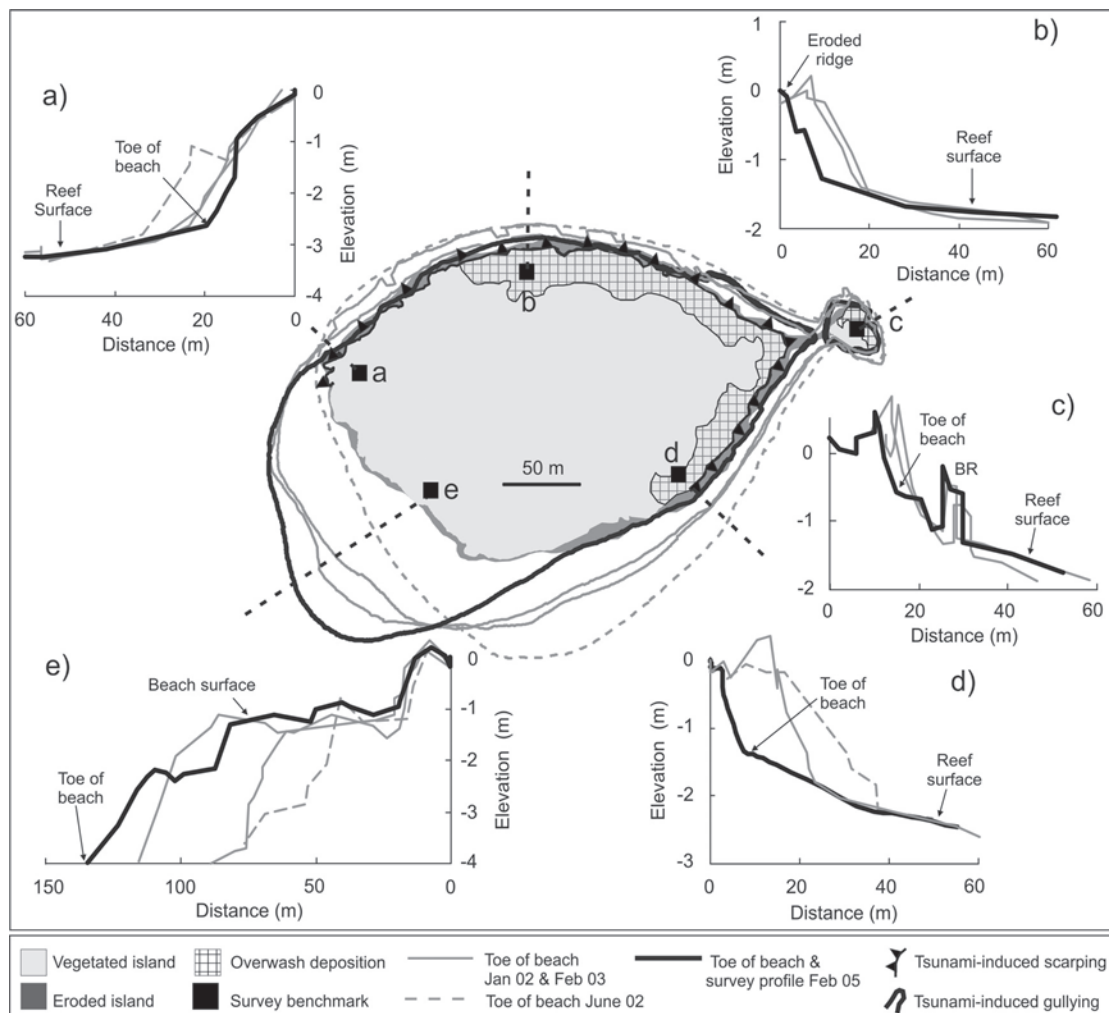 a)
0
-1
-2
-3
-4
Elevation (m)
Toe of
beach
Reef
Surface
60
40
20
0
Distance (m)
b)
1
0
-1
-2
Elevation (m)
Eroded
ridge
Reef
surface
0
20
40
60
Distance (m)
b
c
a
d
e
50 m
c)
0
-1
-2
Elevation (m)
Toe of
beach
BR
Reef
surface
0
20
40
60
Distance (m)
d)
0
-1
-2
-3
Elevation (m)
Toe of
beach
Reef
surface
0
20
40
60
Distance (m)
e)
0
-1
-2
-3
-4
Elevation (m)
Beach surface
Toe of
beach
150
100
50
0
Distance (m)
Vegetated island
Eroded island
Overwash deposition
Survey benchmark
Toe of beach
Jan 02 & Feb 03
Toe of beach June 02
Toe of beach &
survey profile Feb 05
Tsunami-induced scarping
Tsunami-induced gullying